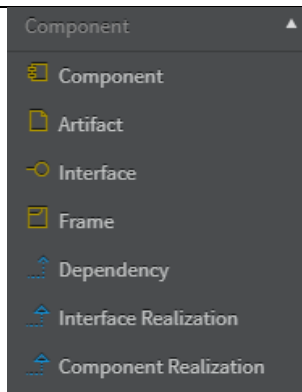 Component
Component
Artifact
Interface
Frame
Dependency
Interface Realization
Component Realization